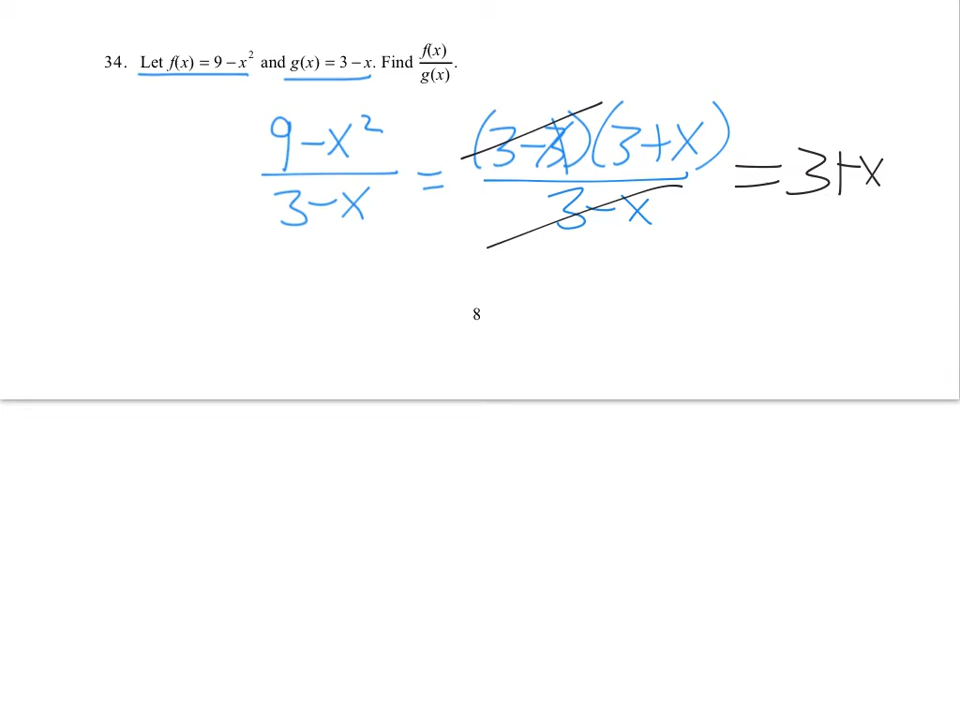 34. Let f(x) = 9 – x² and g(x) = 3 – x. Find f(x)/g(x).
9-x²/3-x = (3-x)(3+x)/3-x = 3+x
8